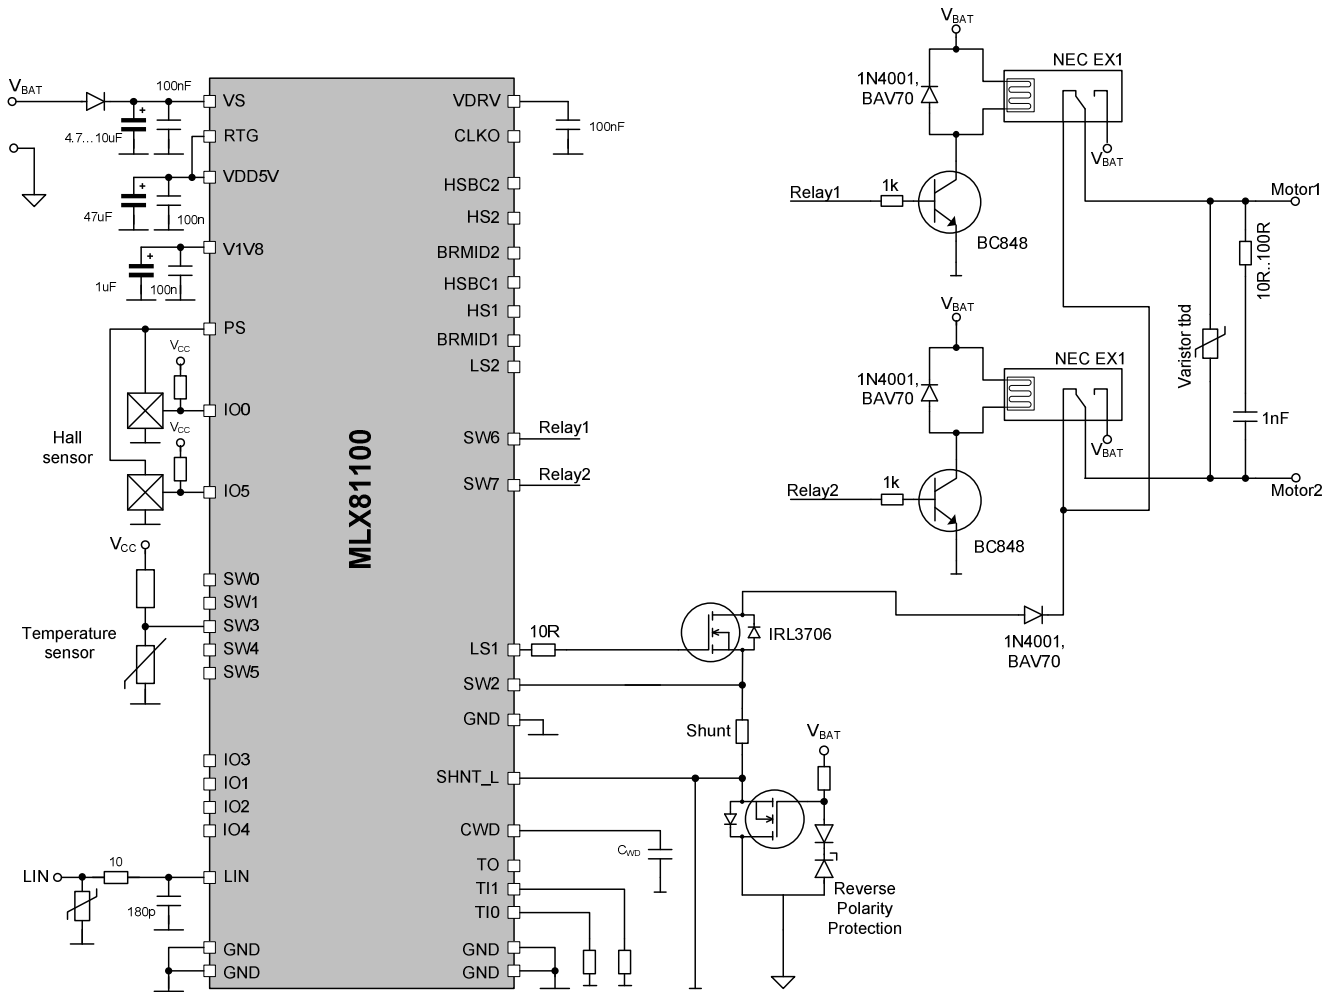 VBAT
100nF
4.7...10uF
47uF
100n
1uF
100n
VCC
VCC
Hall
sensor
VCC
Temperature
sensor
LIN
10
180p
VS
RTG
VDD5V
V1V8
PS
IO0
IO5
SW0
SW1
SW3
SW4
SW5
IO3
IO1
IO2
IO4
LIN
GND
GND
MLX81100
VDRV
CLKO
HSBC2
HS2
BRMID2
HSBC1
HS1
BRMID1
LS2
SW6
SW7
LS1
SW2
GND
SHNT_L
CWD
TO
TI1
TI0
GND
GND
100nF
Relay1
Relay2
10R
IRL3706
Shunt
VBAT
CWD
Reverse
Polarity
Protection
1N4001,
BAV70
VBAT
1N4001,
BAV70
NEC EX1
VBAT
Relay1
1k
BC848
VBAT
1N4001,
BAV70
NEC EX1
VBAT
Relay2
1k
BC848
Motor1
10R..100R
Varistor tbd
1nF
Motor2